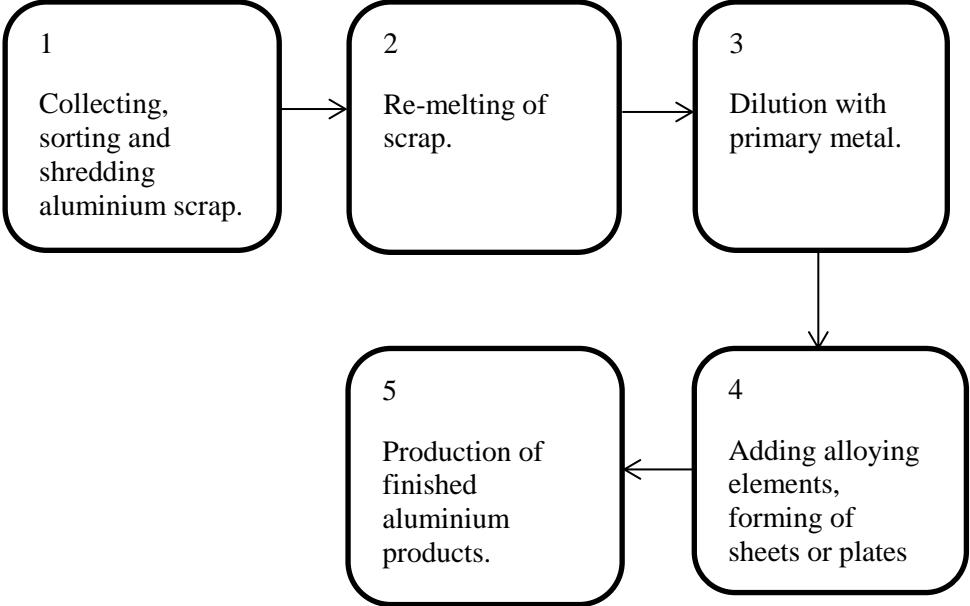 1
Collecting,
sorting and
shredding
aluminium scrap.
2
Re-melting of
scrap.
3
Dilution with
primary metal.
4
Adding alloying
elements,
forming of
sheets or plates
5
Production of
finished
aluminium
products.